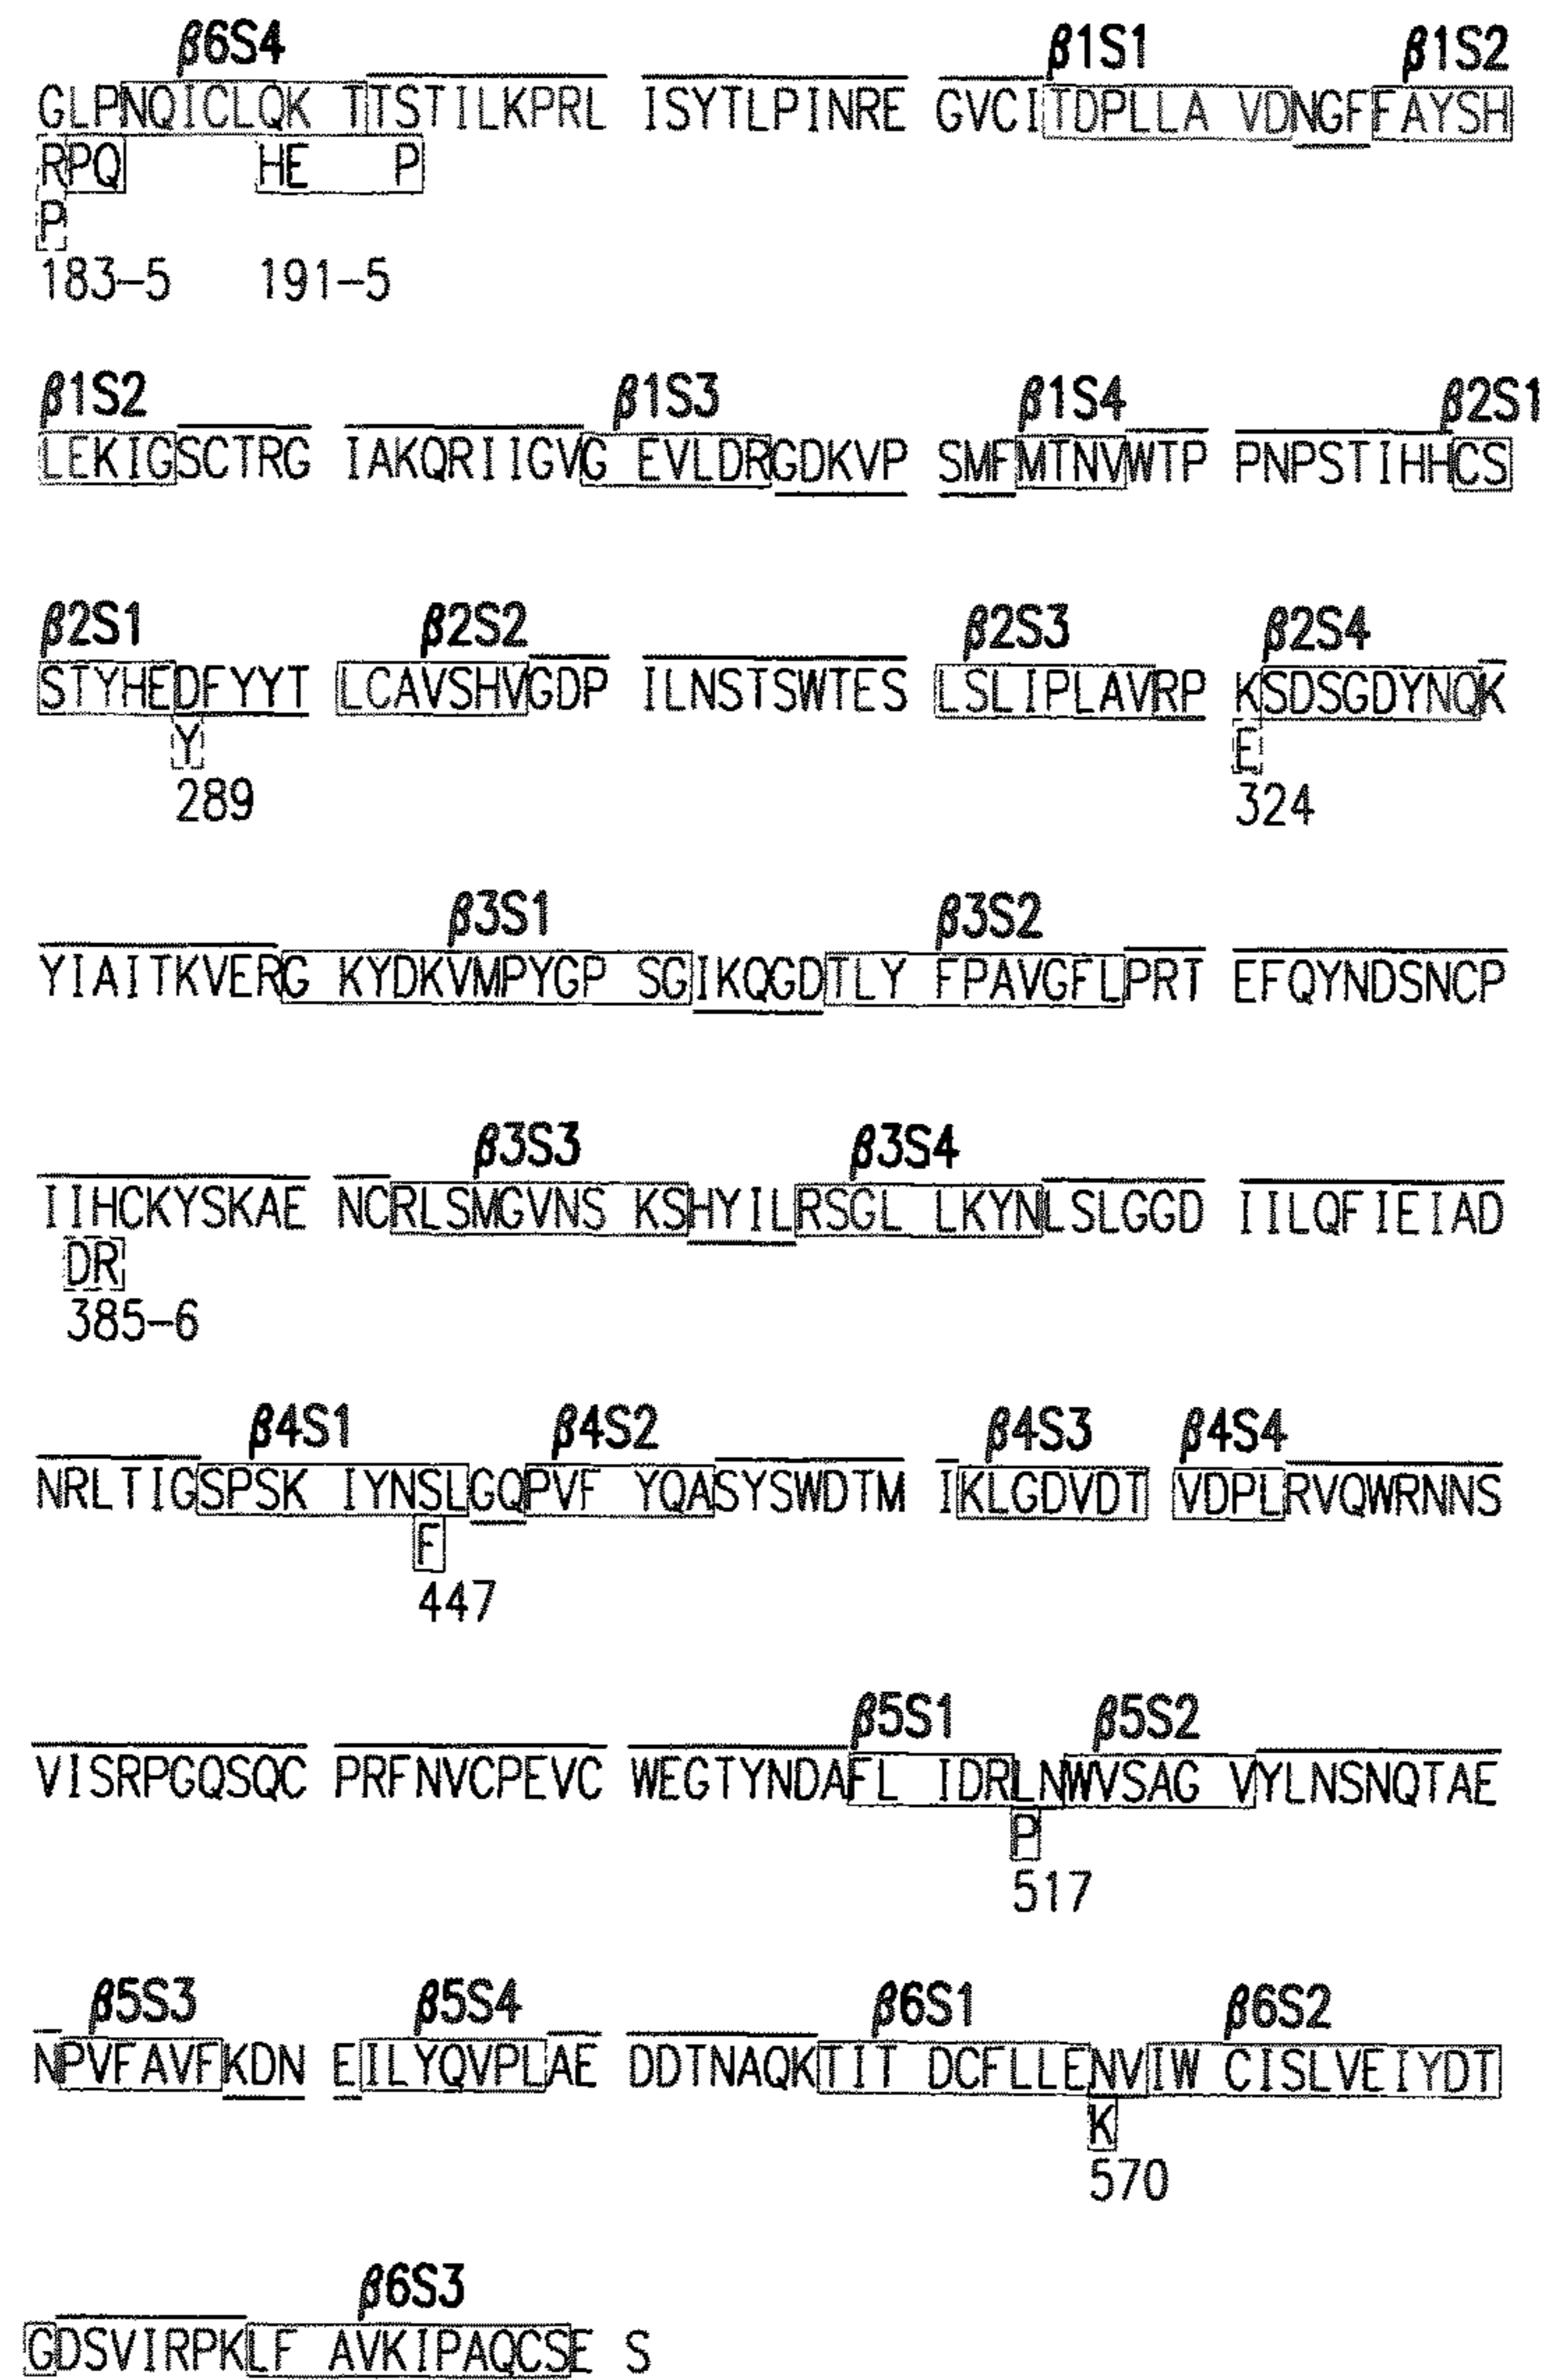 β6S4 β1S1 β1S2
GLPNQICLQK TTSTILKPRL ISYTLPINRE GVCITDPLLA VDNGFFAYSH
RPQ HE P
P
183-5 191-5
β1S2 β1S3 β1S4 β2S1
LEKIGSCTRG IAKQRIIGVG EVLDRGDKVP SMFMTNVWTP PNPSTIHHCS
β2S1 β2S2 β2S3 β2S4
STYHEDFYYT LCAVSHVGDP ILNSTSWTES LSLIPLAVRP KSDSGDYNQK
Y E
289 324
β3S1 β3S2
YIAITKVERG KYDKVMPYGP SGIKQGDTLY FPAVGFLPRT EFQYNDSNCP
β3S3 β3S4
IIHCKYSKAE NCRLSMGVNS KSHYILRSGL LKYNLSLGGD IILQFIEIAD
DR
385-6
β4S1 β4S2 β4S3 β4S4
NRLTIGSPSK IYNSLGQPVF YQASYSWDTM IKLGDVDT VDPLRVQWRNNS
F
447
β5S1 β5S2
VISRPGQSQC PRFNVCPEVC WEGTYNDAFL IDRLNWVSAG VYLNSNQTAE
P
517
β5S3 β5S4 β6S1 β6S2
NPVFAVFKDN EILYQVPLAE DDTNAQKTIT DCFLLENVIW CISLVEIYDT
K
570
β6S3
GDSVIRPKLF AVKIPAQCSE S